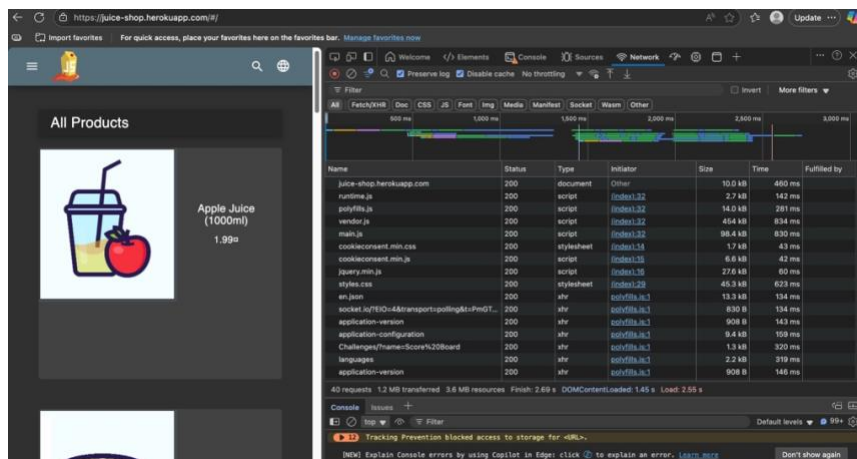 https://juice-shop.herokuapp.com/#/
Update
Import favorites For quick access, place your favorites here on the favorites bar. Manage favorites now
Welcome </> Elements Console Sources Network
Preserve log Disable cache No throttling
Filter Invert More filters
All Fetch/XHR Doc CSS JS Font Img Media Manifest Socket Wasm Other
500 ms 1,000 ms 1,500 ms 2,000 ms 2,500 ms 3,000 ms
All Products
Apple Juice
(1000ml)
1.99¤
Name Status Type Initiator Size Time Fulfilled by
juice-shop.herokuapp.com 200 document Other 10.0 kB 460 ms
runtime.js 200 script (index):32 2.7 kB 142 ms
polyfills.js 200 script (index):32 14.0 kB 281 ms
vendor.js 200 script (index):32 454 kB 834 ms
main.js 200 script (index):32 98.4 kB 830 ms
cookieconsent.min.css 200 stylesheet (index):14 1.7 kB 43 ms
cookieconsent.min.js 200 script (index):15 6.6 kB 42 ms
jquery.min.js 200 script (index):16 27.6 kB 60 ms
styles.css 200 stylesheet (index):29 45.3 kB 623 ms
en.json 200 xhr polyfills.js:1 13.3 kB 134 ms
socket.io/?EIO=4&transport=polling&t=PmGT... 200 xhr polyfills.js:1 830 B 134 ms
application-version 200 xhr polyfills.js:1 908 B 143 ms
application-configuration 200 xhr polyfills.js:1 9.4 kB 159 ms
Challenges/?name=Score%20Board 200 xhr polyfills.js:1 1.3 kB 320 ms
languages 200 xhr polyfills.js:1 2.2 kB 319 ms
application-version 200 xhr polyfills.js:1 908 B 146 ms
40 requests 1.2 MB transferred 3.6 MB resources Finish: 2.69 s DOMContentLoaded: 1.45 s Load: 2.55 s
Console Issues
top Filter Default levels 99+
12 Tracking Prevention blocked access to storage for <URL>.
[NEW] Explain Console errors by using Copilot in Edge: click to explain an error. Learn more Don't show again